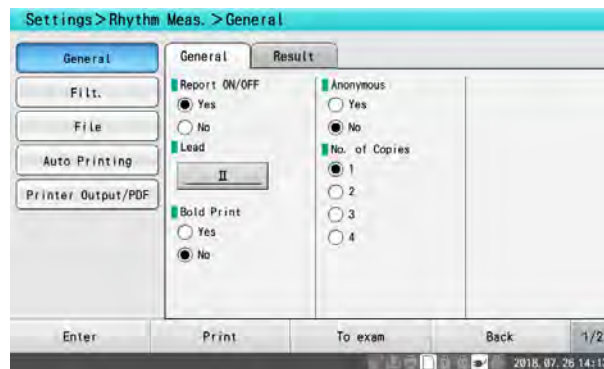 Settings>Rhythm Meas. >General
General
Filt.
File
Auto Printing
Printer Output/PDF
General
Result
Report ON/OFF
Yes
No
Lead
II
Bold Print
Yes
No
Anonymous
Yes
No
No. of Copies
1
2
3
4
Enter
Print
To exam
Back
1/2
2018.07.26 14:1